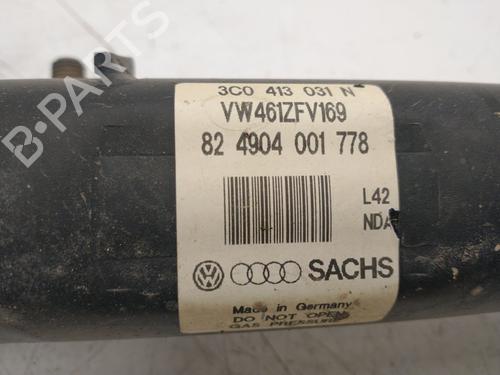 B-PARTS
3C0 413 031 N
VW461ZFV169
82 4904 001 778
L42
NDA
SACHS
Made in Germany
DO NOT OPEN
GAS PRESSURE